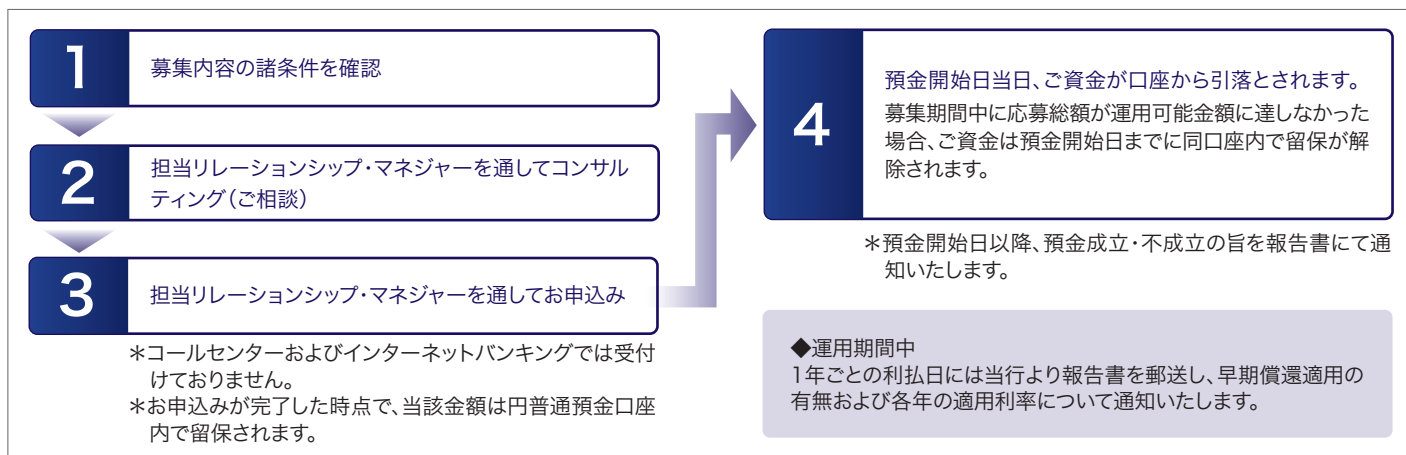 1
募集内容の諸条件を確認
2
担当リレーションシップ・マネジャーを通してコンサル
ティング(ご相談)
3
担当リレーションシップ・マネジャーを通してお申込み
*コールセンターおよびインターネットバンキングでは受付
けておりません。
*お申込みが完了した時点で、当該金額は円普通預金口座
内で留保されます。
4
預金開始日当日、ご資金が口座から引落とされます。
募集期間中に応募総額が運用可能金額に達しなかった
場合、ご資金は預金開始日までに同口座内で留保が解
除されます。
*預金開始日以降、預金成立・不成立の旨を報告書にて通
知いたします。
◆運用期間中
1年ごとの利払日には当行より報告書を郵送し、早期償還適用の
有無および各年の適用利率について通知いたします。